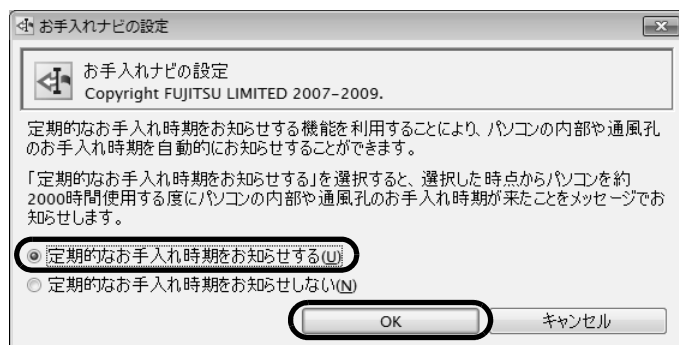 お手入れナビの設定
お手入れナビの設定
Copyright FUJITSU LIMITED 2007-2009.
定期的なお手入れ時期をお知らせする機能を利用することにより、パソコンの内部や通風孔
のお手入れ時期を自動的にお知らせすることができます。
「定期的なお手入れ時期をお知らせする」を選択すると、選択した時点からパソコンを約
2000時間使用する度にパソコンの内部や通風孔のお手入れ時期が来たことをメッセージでお
知らせします。
定期的なお手入れ時期をお知らせする(U)
定期的なお手入れ時期をお知らせしない(N)
OK キャンセル